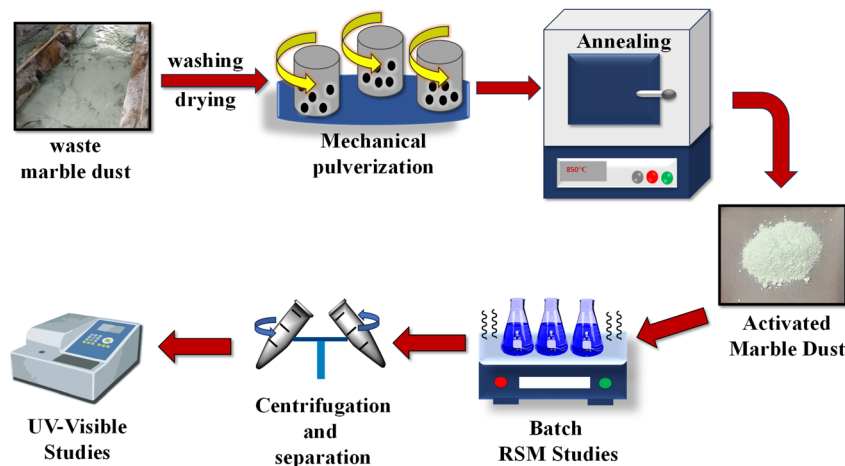 washing
drying
waste
marble dust
Mechanical
pulverization
Annealing
850°C
Activated
Marble Dust
Batch
RSM Studies
Centrifugation
and
separation
UV-Visible
Studies